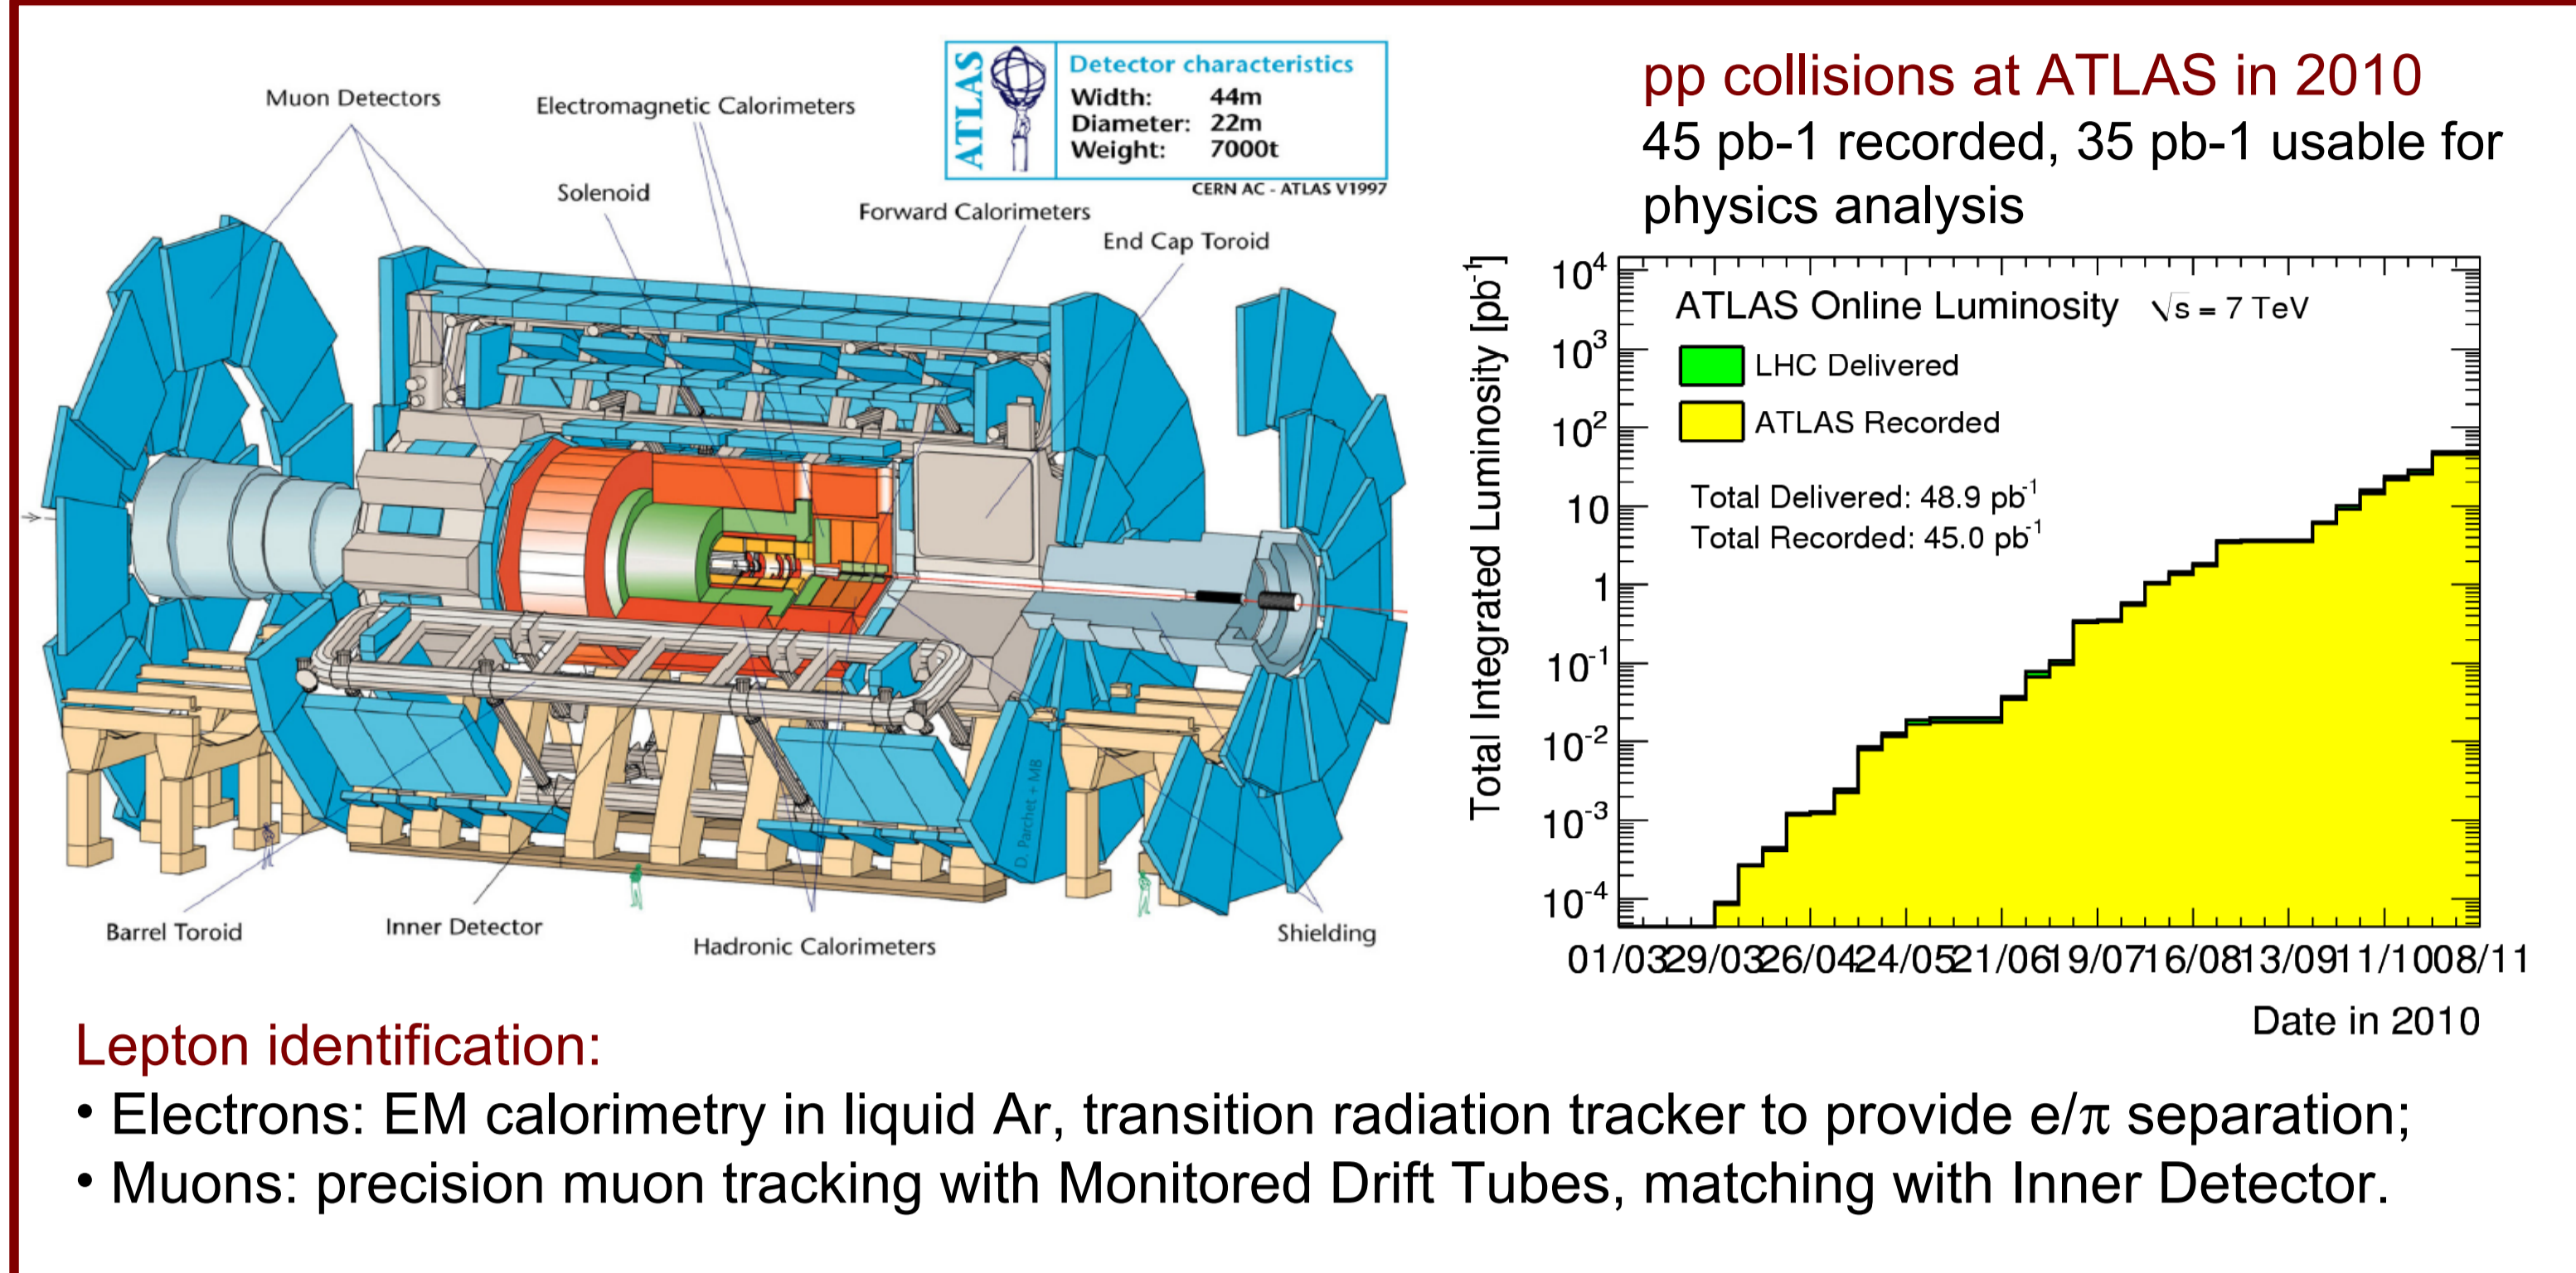 ATLAS
Detector characteristics
Width: 44m
Diameter: 22m
Weight: 7000t
CERN AC - ATLAS V1997
Muon Detectors
Electromagnetic Calorimeters
Solenoid
Forward Calorimeters
End Cap Toroid
D. Parchet + MB
Barrel Toroid
Inner Detector
Hadronic Calorimeters
Shielding
pp collisions at ATLAS in 2010
45 pb-1 recorded, 35 pb-1 usable for
physics analysis
Total Integrated Luminosity [pb⁻¹]
10⁴
10³
10²
10
1
10⁻¹
10⁻²
10⁻³
10⁻⁴
ATLAS Online Luminosity √s = 7 TeV
LHC Delivered
ATLAS Recorded
Total Delivered: 48.9 pb⁻¹
Total Recorded: 45.0 pb⁻¹
01/03 29/03 26/04 24/05 21/06 19/07 16/08 13/09 11/10 08/11
Date in 2010
Lepton identification:
• Electrons: EM calorimetry in liquid Ar, transition radiation tracker to provide e/π separation;
• Muons: precision muon tracking with Monitored Drift Tubes, matching with Inner Detector.